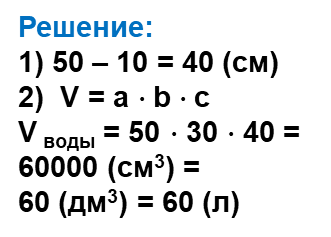 Решение:
1) 50 – 10 = 40 (см)
2) V = a · b · c
V воды = 50 · 30 · 40 =
60000 (см³) =
60 (дм³) = 60 (л)